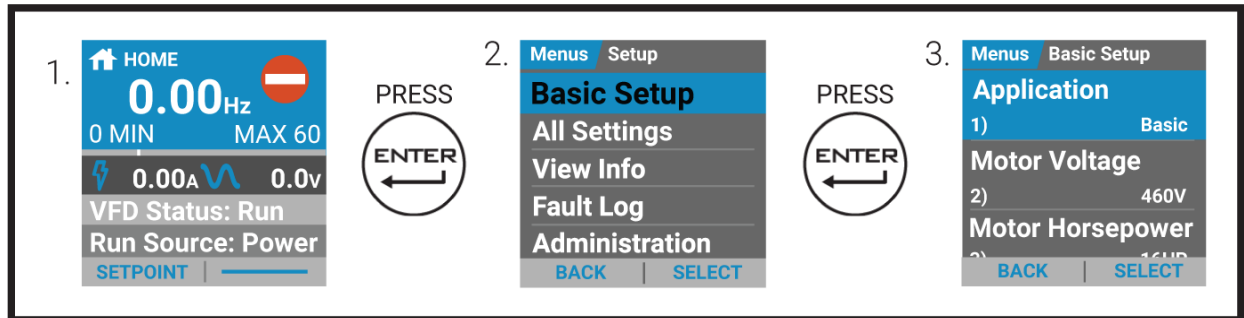 1.
HOME
0.00Hz
0 MIN MAX 60
0.00A 0.0V
VFD Status: Run
Run Source: Power
SETPOINT
PRESS
ENTER
2.
Menus Setup
Basic Setup
All Settings
View Info
Fault Log
Administration
BACK | SELECT
PRESS
ENTER
3.
Menus Basic Setup
Application
1) Basic
Motor Voltage
2) 460V
Motor Horsepower
BACK | SELECT